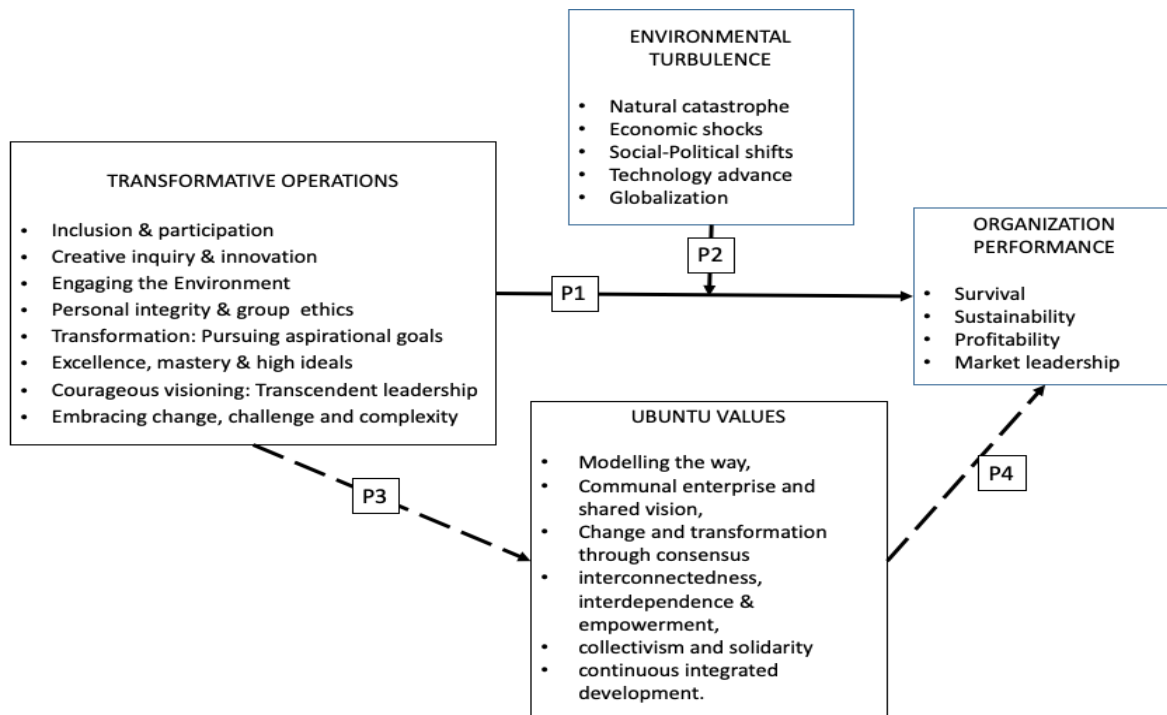 ENVIRONMENTAL
TURBULENCE
• Natural catastrophe
• Economic shocks
• Social-Political shifts
• Technology advance
• Globalization
TRANSFORMATIVE OPERATIONS
• Inclusion & participation
• Creative inquiry & innovation
• Engaging the Environment
• Personal integrity & group ethics
• Transformation: Pursuing aspirational goals
• Excellence, mastery & high ideals
• Courageous visioning: Transcendent leadership
• Embracing change, challenge and complexity
P2
P1
ORGANIZATION
PERFORMANCE
• Survival
• Sustainability
• Profitability
• Market leadership
P3
UBUNTU VALUES
• Modelling the way,
• Communal enterprise and
shared vision,
• Change and transformation
through consensus
• interconnectedness,
interdependence &
empowerment,
• collectivism and solidarity
• continuous integrated
development.
P4